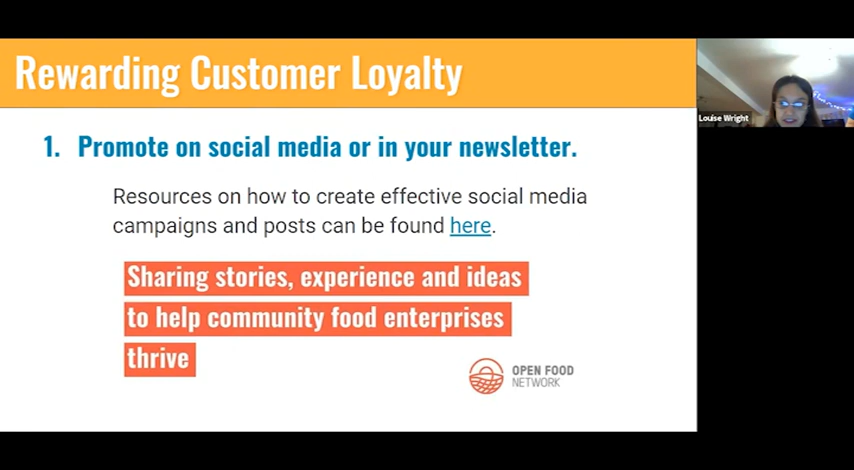 Rewarding Customer Loyalty
1. Promote on social media or in your newsletter.
Resources on how to create effective social media
campaigns and posts can be found here.
Sharing stories, experience and ideas
to help community food enterprises
thrive
OPEN FOOD
NETWORK
Louise Wright